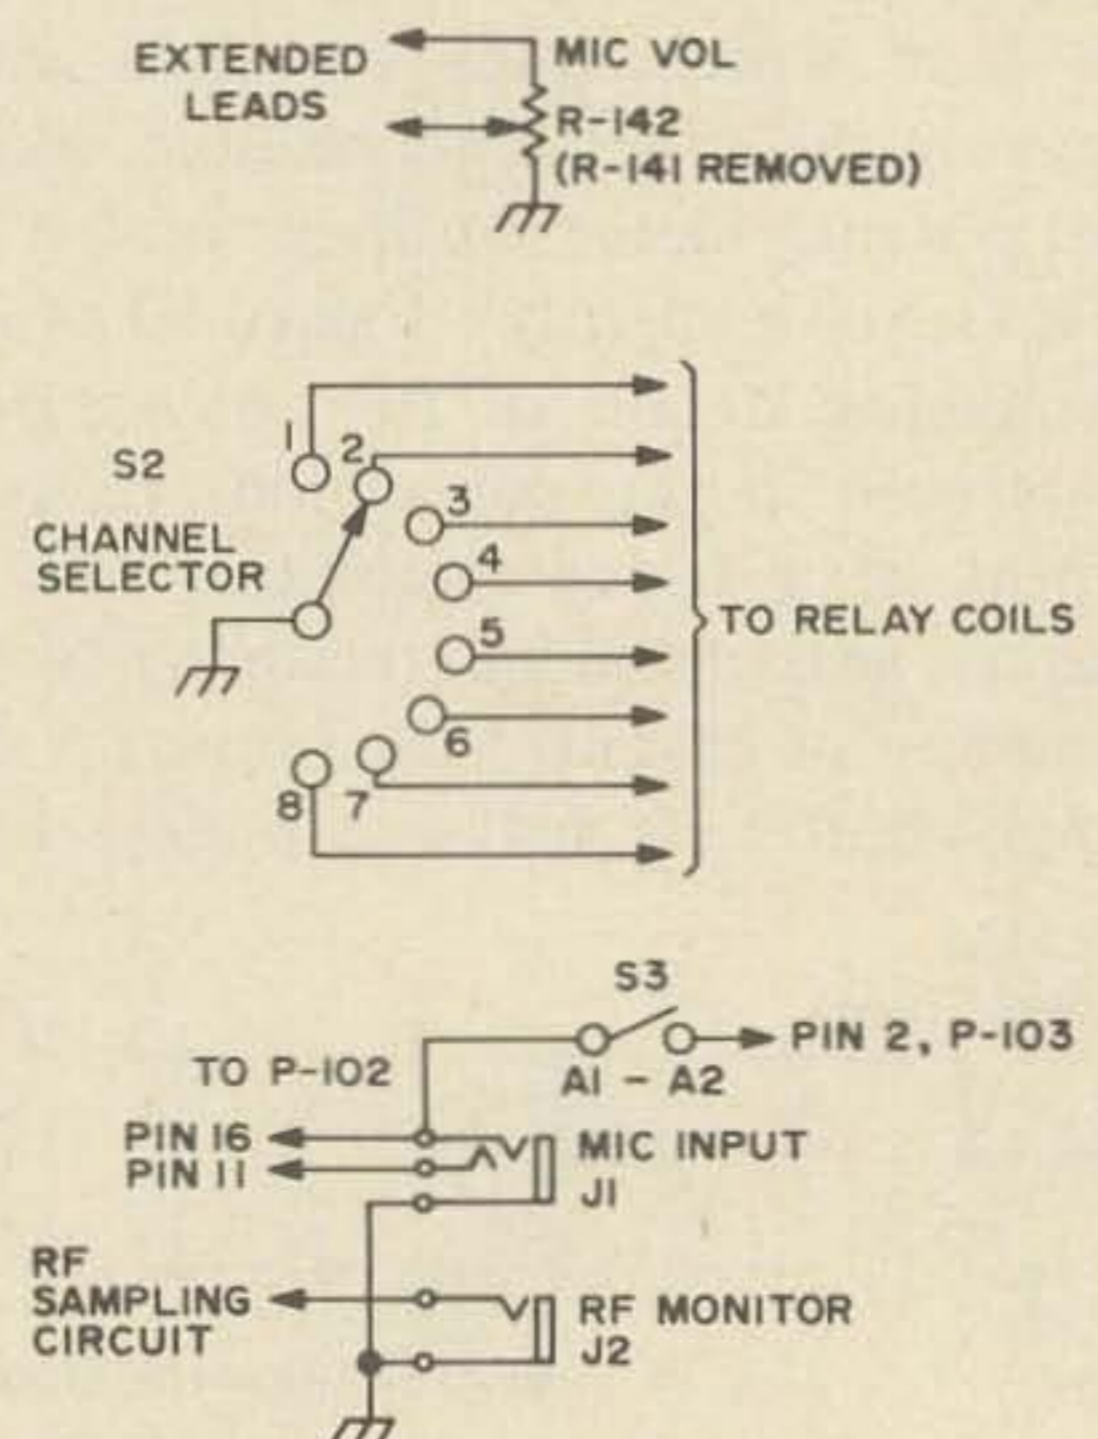 EXTENDED
LEADS
MIC VOL
R-142
(R-141 REMOVED)
S2
CHANNEL
SELECTOR
1
2
3
4
5
6
7
8
TO RELAY COILS
S3
A1 - A2
PIN 2, P-103
TO P-102
PIN 16
PIN 11
MIC INPUT
J1
RF
SAMPLING
CIRCUIT
RF MONITOR
J2